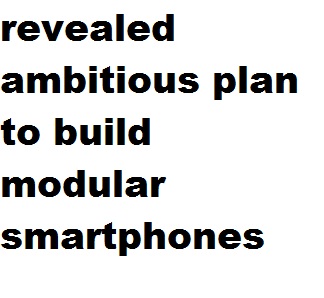 revealed
ambitious plan
to build
modular
smartphones